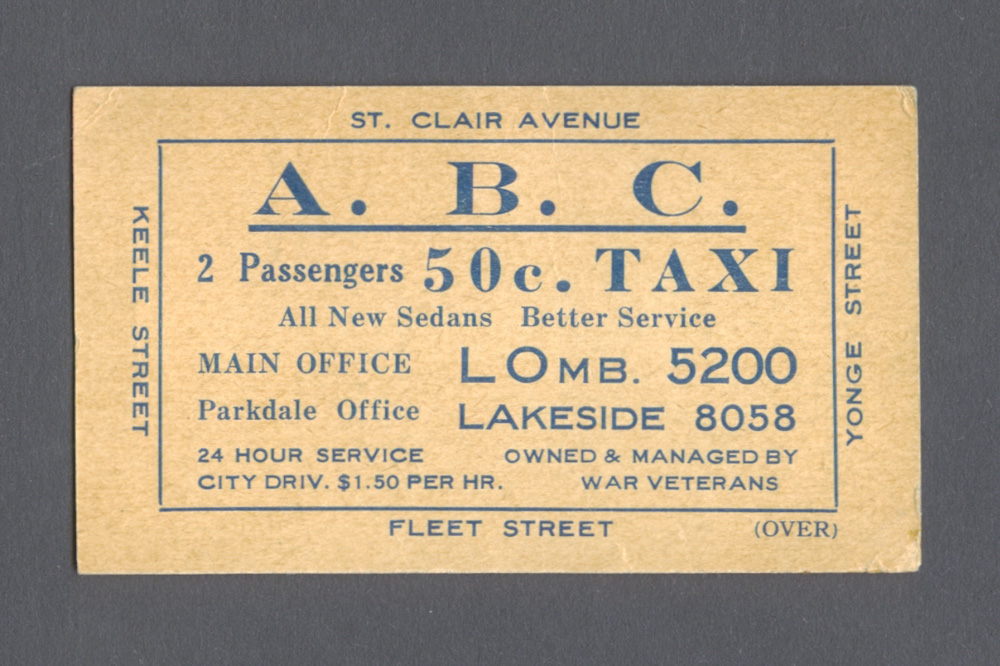 ST. CLAIR AVENUE
KEELE STREET
A. B. C.
2 Passengers 50c. TAXI
All New Sedans Better Service
MAIN OFFICE LOMB. 5200
Parkdale Office LAKESIDE 8058
24 HOUR SERVICE OWNED & MANAGED BY
CITY DRIV. $1.50 PER HR. WAR VETERANS
YONGE STREET
FLEET STREET
(OVER)